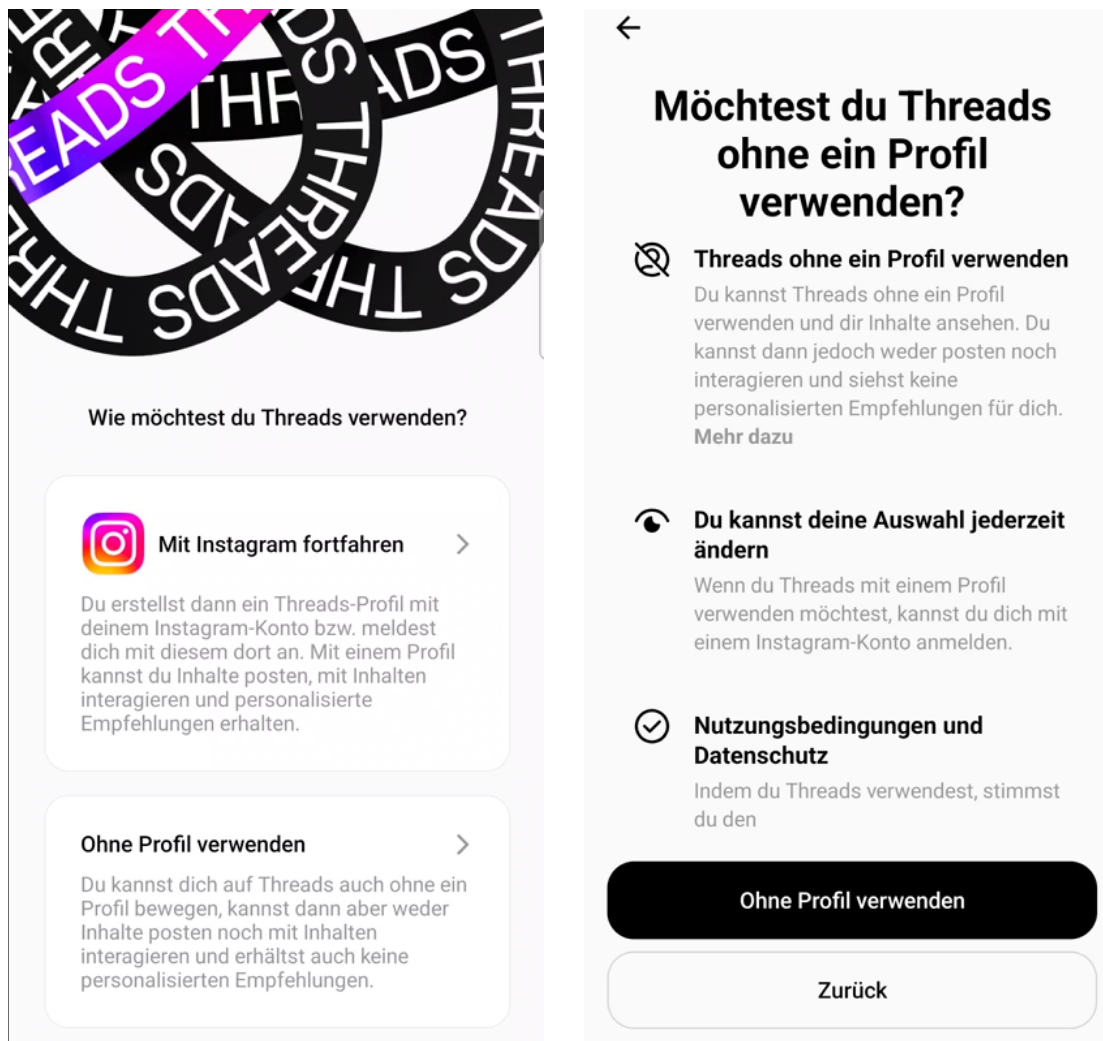 THREADS THREADS THREADS THREADS THREADS
Wie möchtest du Threads verwenden?
Mit Instagram fortfahren
Du erstellst dann ein Threads-Profil mit
deinem Instagram-Konto bzw. meldest
dich mit diesem dort an. Mit einem Profil
kannst du Inhalte posten, mit Inhalten
interagieren und personalisierte
Empfehlungen erhalten.
Ohne Profil verwenden
Du kannst dich auf Threads auch ohne ein
Profil bewegen, kannst dann aber weder
Inhalte posten noch mit Inhalten
interagieren und erhältst auch keine
personalisierten Empfehlungen.
Möchtest du Threads
ohne ein Profil
verwenden?
Threads ohne ein Profil verwenden
Du kannst Threads ohne ein Profil
verwenden und dir Inhalte ansehen. Du
kannst dann jedoch weder posten noch
interagieren und siehst keine
personalisierten Empfehlungen für dich.
Mehr dazu
Du kannst deine Auswahl jederzeit
ändern
Wenn du Threads mit einem Profil
verwenden möchtest, kannst du dich mit
einem Instagram-Konto anmelden.
Nutzungsbedingungen und
Datenschutz
Indem du Threads verwendest, stimmst
du den
Ohne Profil verwenden
Zurück